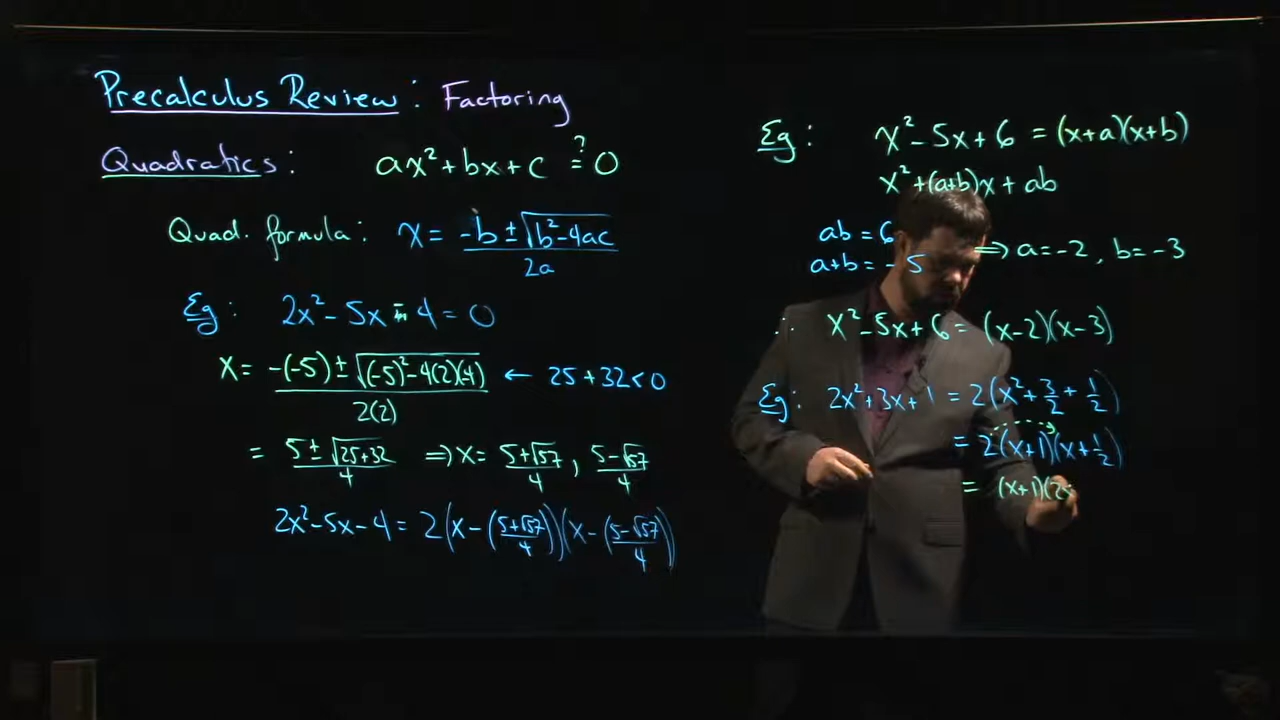 Precalculus Review: Factoring
Quadratics: ax²+bx+c ≟ 0
Quad. formula: x = (-b ± √(b²-4ac))/(2a)
Eg: 2x²-5x-4=0
x = (-(-5) ± √((-5)²-4(2)(-4)))/(2(2)) ← 25+32<0
= (5 ± √(25+32))/4 ⇒ x = (5+√57)/4, (5-√57)/4
2x²-5x-4 = 2(x-((5+√57)/4))(x-((5-√57)/4))
Eg: x²-5x+6 = (x+a)(x+b)
x²+(a+b)x+ab
ab = 6
a+b = -5 ⇒ a=-2, b=-3
∴ x²-5x+6 = (x-2)(x-3)
Eg: 2x²+3x+1 = 2(x²+3/2+1/2)
= 2(x+1)(x+1/2)
= (x+1)(2x